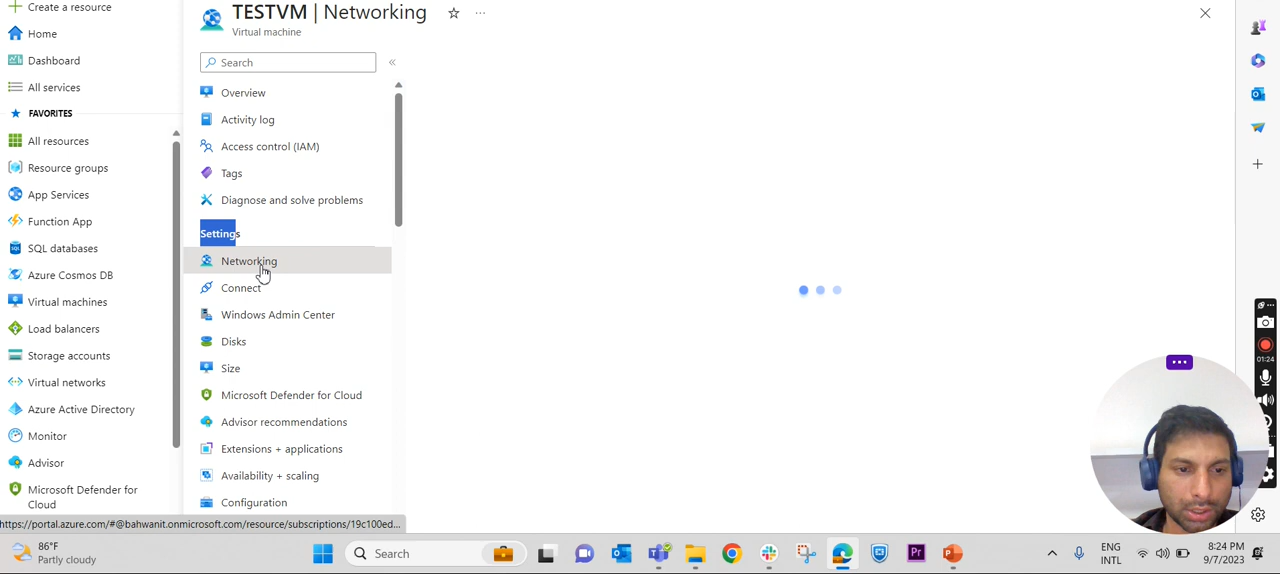 Create a resource
Home
Dashboard
All services
FAVORITES
All resources
Resource groups
App Services
Function App
SQL databases
Azure Cosmos DB
Virtual machines
Load balancers
Storage accounts
Virtual networks
Azure Active Directory
Monitor
Advisor
Microsoft Defender for
Cloud
TESTVM | Networking
Virtual machine
Search
Overview
Activity log
Access control (IAM)
Tags
Diagnose and solve problems
Settings
Networking
Connect
Windows Admin Center
Disks
Size
Microsoft Defender for Cloud
Advisor recommendations
Extensions + applications
Availability + scaling
Configuration
https://portal.azure.com/#@bahwanit.onmicrosoft.com/resource/subscriptions/19c100ed...
01:24
86°F
Partly cloudy
Search
Pr
ENG
INTL
8:24 PM
9/7/2023